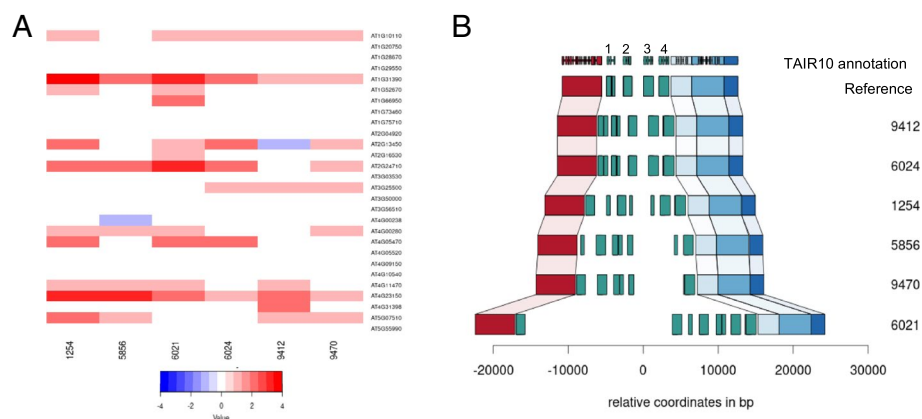 A
AT1G10110
AT1G20750
AT1G28670
AT1G29550
AT1G31390
AT1G52670
AT1G66950
AT1G73460
AT1G75710
AT2G04920
AT2G13450
AT2G16530
AT2G24710
AT3G03530
AT3G25500
AT3G50000
AT3G56510
AT4G00238
AT4G00280
AT4G05470
AT4G05520
AT4G09150
AT4G10540
AT4G11470
AT4G23150
AT4G31398
AT5G07510
AT5G55990
1254
5856
6021
6024
9412
9470
-4 -2 0 2 4
Value
B
1 2 3 4
TAIR10 annotation
Reference
9412
6024
1254
5856
9470
6021
-20000 -10000 0 10000 20000 30000
relative coordinates in bp